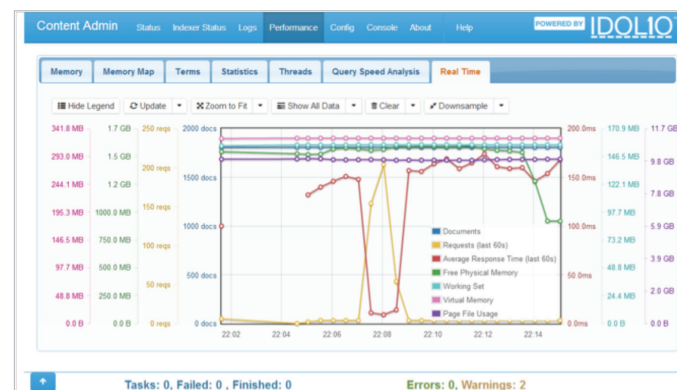 Content Admin Status Indexer Status Logs Performance Config Console About Help POWERED BY IDOL10
Memory Memory Map Terms Statistics Threads Query Speed Analysis Real Time
Hide Legend Update Zoom to Fit Show All Data Clear Downsample
341.8 MB 1.7 GB 250 reqs 2000 docs 200.0ms 170.9 MB 11.7 GB
293.0 MB 1.5 GB 200 reqs 1500 docs 150.0ms 146.5 MB 9.8 GB
244.1 MB 1.2 GB 122.1 MB 7.8 GB
195.3 MB 1000.0 MB 150 reqs 97.7 MB
146.5 MB 750.0 MB 100 reqs 1000 docs 100.0ms 73.2 MB 5.9 GB
97.7 MB 500.0 MB 50 reqs 500 docs 50.0ms 48.8 MB 3.9 GB
48.8 MB 250.0 MB 24.4 MB 2.0 GB
0.0 B 0.0 B 0 reqs 0 docs 0.0ms 0.0 B 0.0 B
Documents
Requests (last 60s)
Average Response Time (last 60s)
Free Physical Memory
Working Set
Virtual Memory
Page File Usage
22:02 22:04 22:06 22:08 22:10 22:12 22:14
Tasks: 0, Failed: 0 , Finished: 0 Errors: 0, Warnings: 2